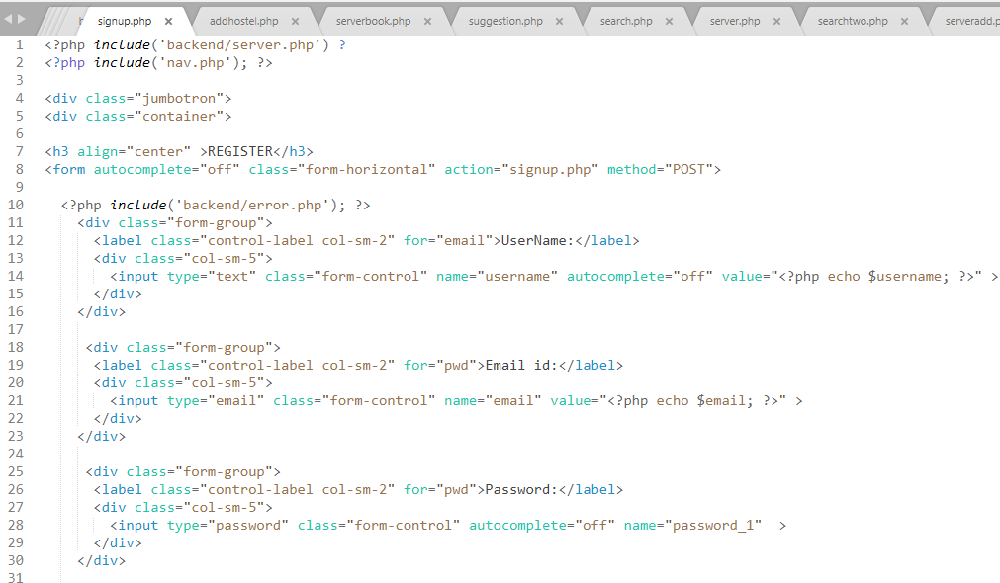 signup.php × addhostel.php × serverbook.php × suggestion.php × search.php × server.php × searchtwo.php × serveradd.p
1 <?php include('backend/server.php') ?
2 <?php include('nav.php'); ?>
3
4 <div class="jumbotron">
5 <div class="container">
6
7 <h3 align="center" >REGISTER</h3>
8 <form autocomplete="off" class="form-horizontal" action="signup.php" method="POST">
9
10 <?php include('backend/error.php'); ?>
11 <div class="form-group">
12 <label class="control-label col-sm-2" for="email">UserName:</label>
13 <div class="col-sm-5">
14 <input type="text" class="form-control" name="username" autocomplete="off" value="<?php echo $username; ?>" >
15 </div>
16 </div>
17
18 <div class="form-group">
19 <label class="control-label col-sm-2" for="pwd">Email id:</label>
20 <div class="col-sm-5">
21 <input type="email" class="form-control" name="email" value="<?php echo $email; ?>" >
22 </div>
23 </div>
24
25 <div class="form-group">
26 <label class="control-label col-sm-2" for="pwd">Password:</label>
27 <div class="col-sm-5">
28 <input type="password" class="form-control" autocomplete="off" name="password_1"  >
29 </div>
30 </div>
31